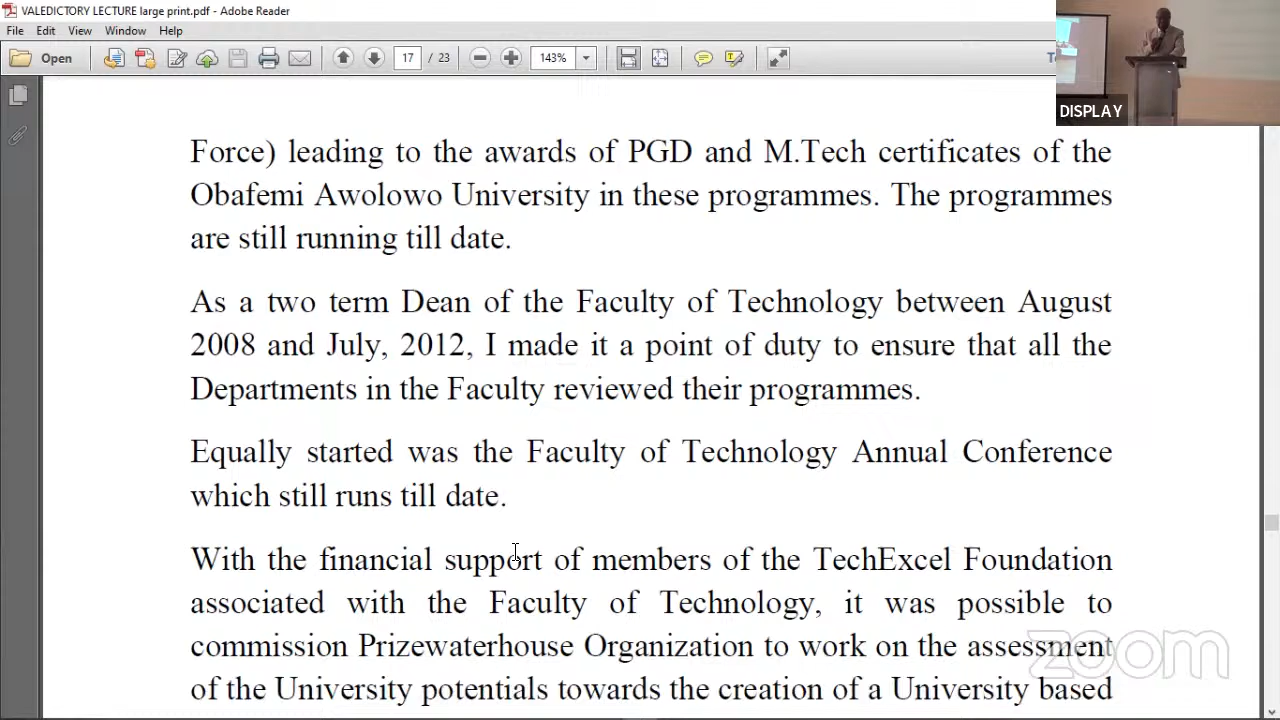 VALEDICTORY LECTURE large print.pdf - Adobe Reader
File Edit View Window Help
Open 17 / 23 143%
DISPLAY
Force) leading to the awards of PGD and M.Tech certificates of the
Obafemi Awolowo University in these programmes. The programmes
are still running till date.
As a two term Dean of the Faculty of Technology between August
2008 and July, 2012, I made it a point of duty to ensure that all the
Departments in the Faculty reviewed their programmes.
Equally started was the Faculty of Technology Annual Conference
which still runs till date.
With the financial support of members of the TechExcel Foundation
associated with the Faculty of Technology, it was possible to
commission Prizewaterhouse Organization to work on the assessment
of the University potentials towards the creation of a University based
zoom